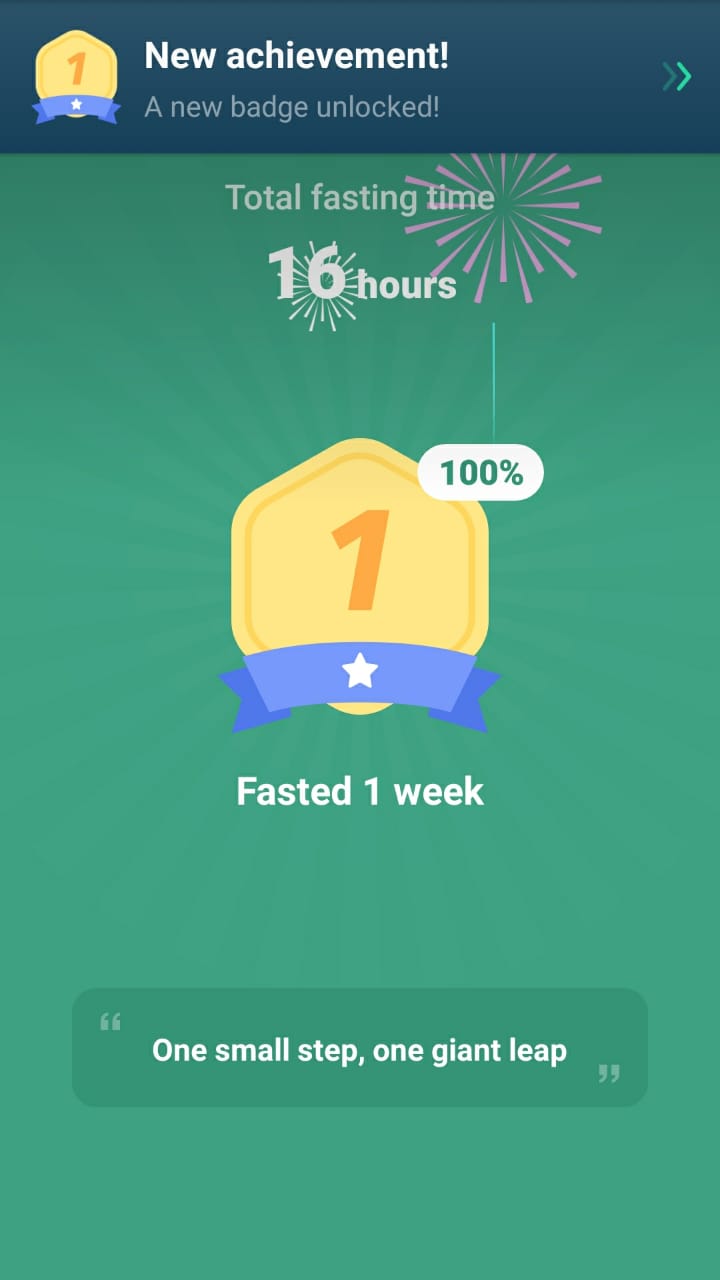 1
New achievement!
A new badge unlocked!
Total fasting time
16 hours
100%
1
Fasted 1 week
“
One small step, one giant leap
”